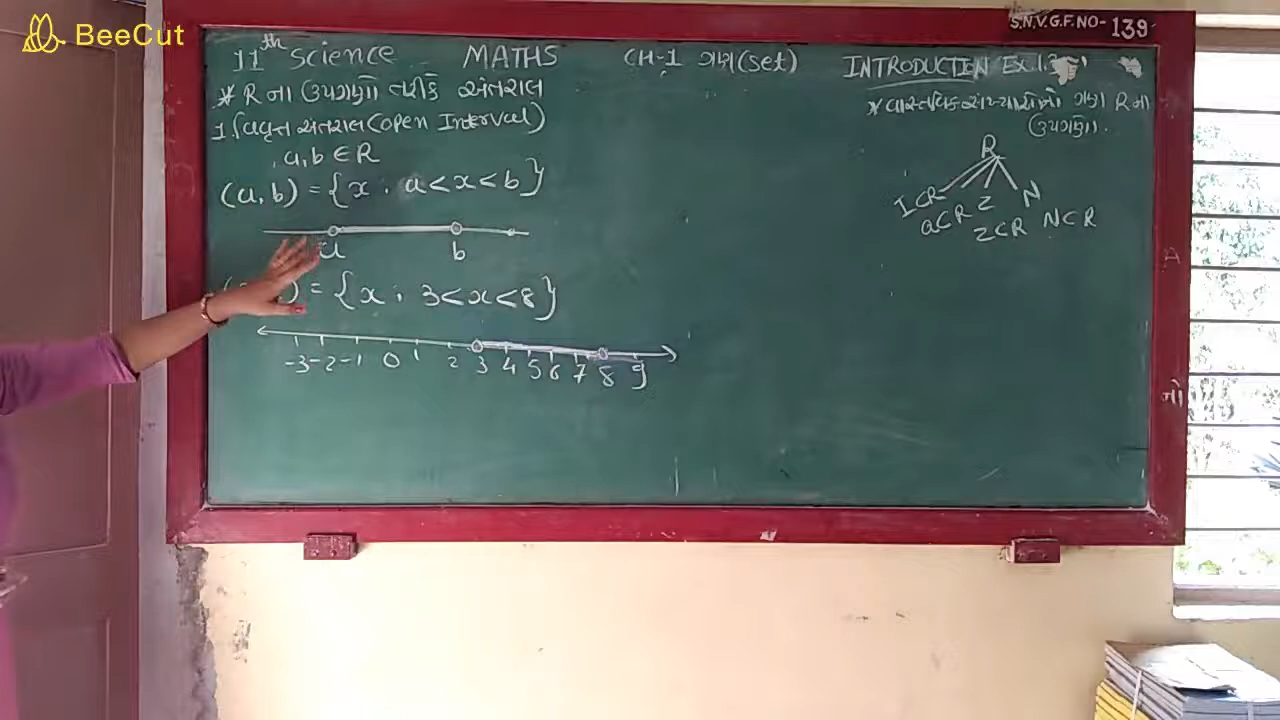 BeeCut
S.N.V.G.F.NO- 139
11th Science MATHS CH-1 ગણ(Set) INTRODUCTION Ex.1.3
* R ના ઉપગણો તરીકે અંતરાલ
1. વિવૃત્ત અંતરાલ(open Interval)
, a,b ∈ R
(a,b) = {x : a<x<b}
a b
= {x : 3<x<8}
-3 -2 -1 0 1 2 3 4 5 6 7 8 9
* વાસ્તવિક સંખ્યાઓનો ગણ R ના
ઉપગણો.
R
I⊂R Z N
Q⊂R Z⊂R N⊂R